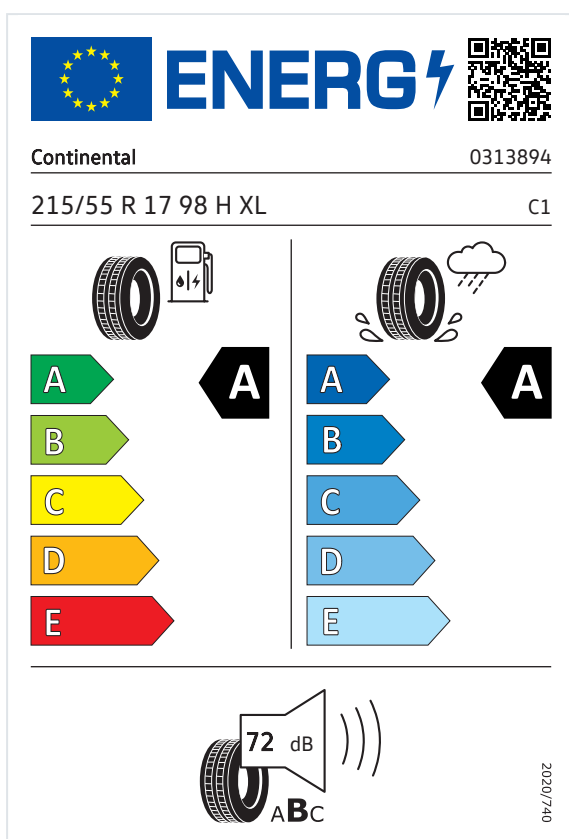 ENERG
Continental 0313894
215/55 R 17 98 H XL C1
A A
B
C
D
E
A A
B
C
D
E
72 dB
ABC
2020/740